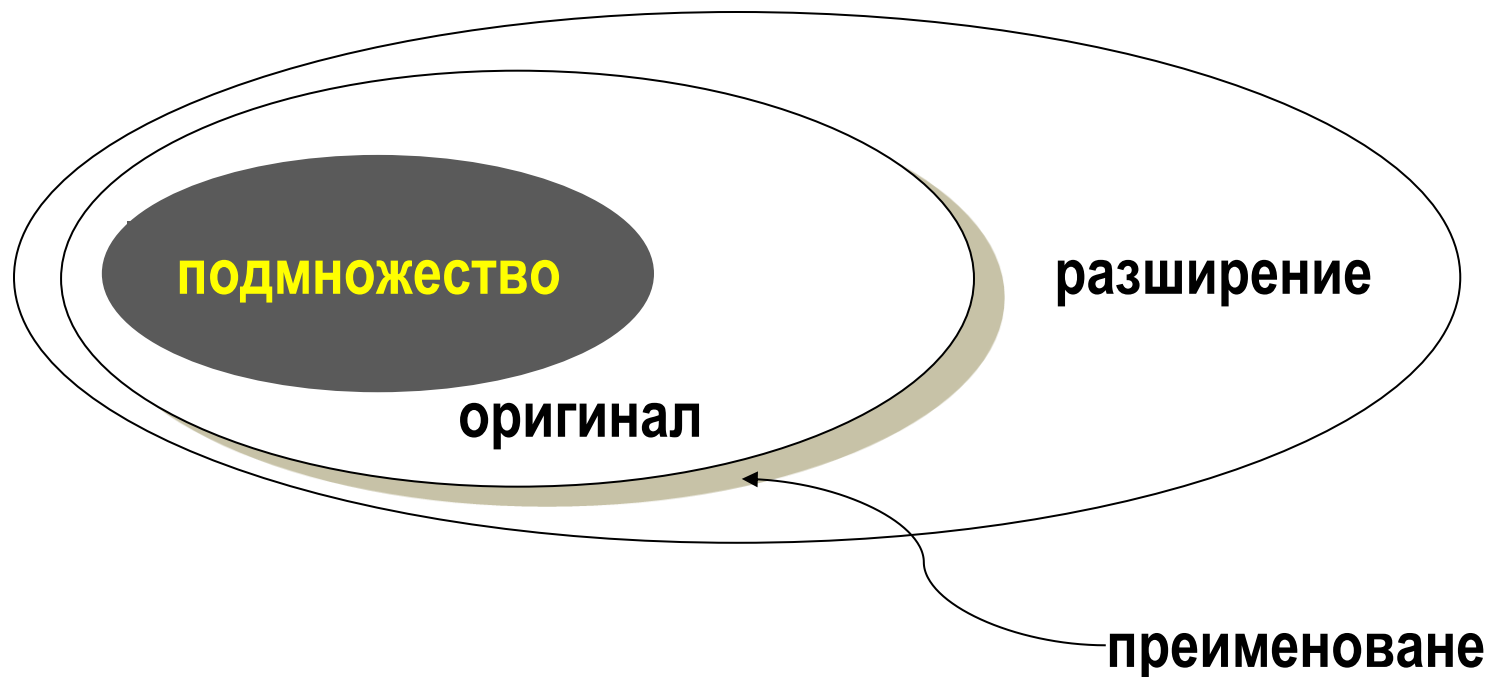 подмножество
разширение
оригинал
преименоване